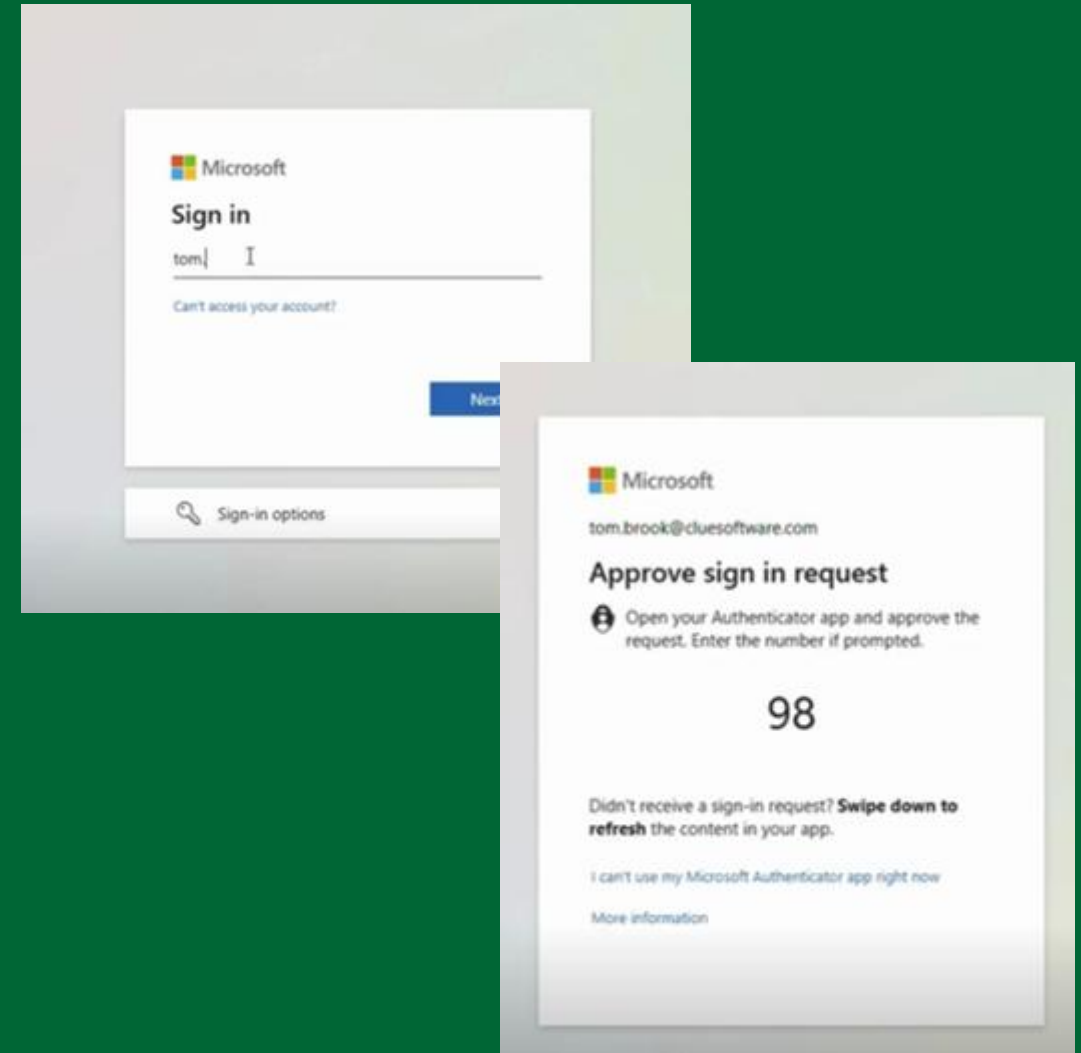 Microsoft
Sign in
tom.
Can't access your account?
Nex
Sign-in options
Microsoft
tom.brook@cluesoftware.com
Approve sign in request
Open your Authenticator app and approve the
request. Enter the number if prompted.
98
Didn't receive a sign-in request? Swipe down to
refresh the content in your app.
I can't use my Microsoft Authenticator app right now
More information